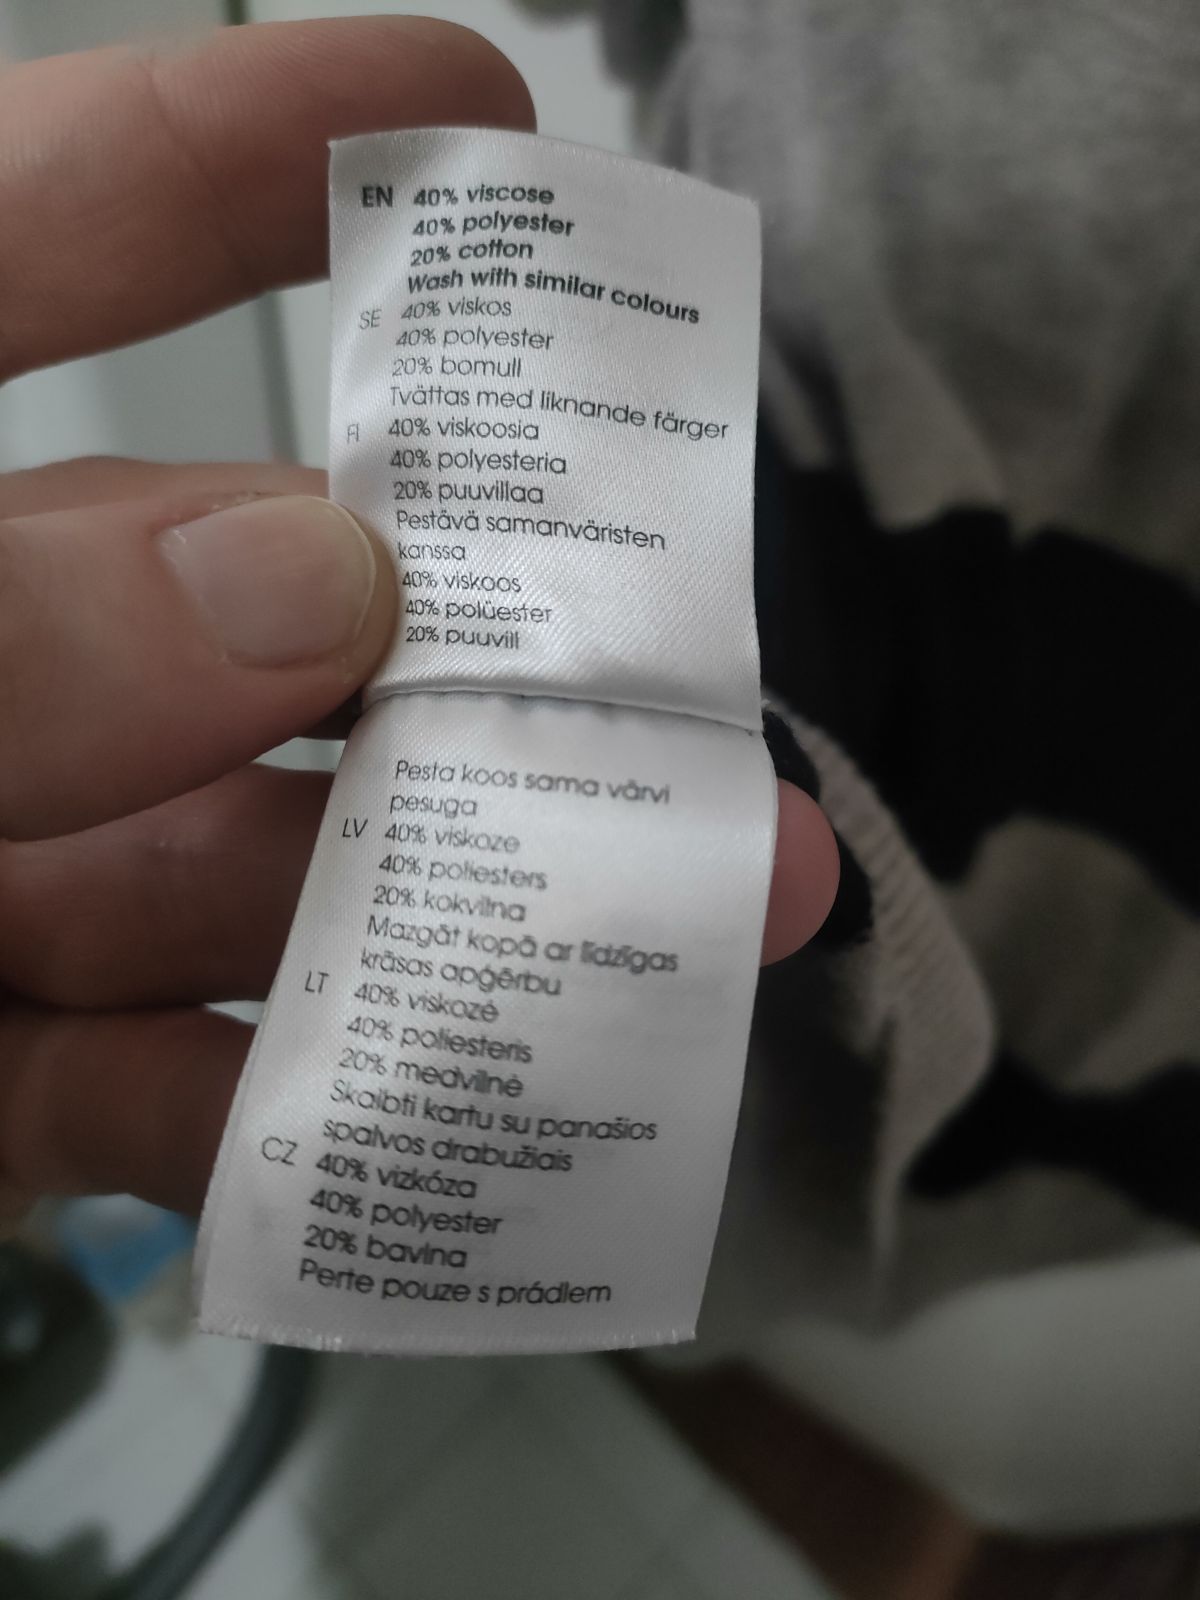 EN 40% viscose
40% polyester
20% cotton
Wash with similar colours
SE 40% viskos
40% polyester
20% bomull
Tvättas med liknande färger
FI 40% viskoosia
40% polyesteria
20% puuvillaa
Pestävä samanväristen
kanssa
40% viskoos
40% polüester
20% puuvill
Pesta koos sama värvi
pesuga
LV 40% viskoze
40% poliesters
20% kokvilna
Mazgāt kopā ar līdzīgas
krāsas apģērbu
LT 40% viskozė
40% poliesteris
20% medvilnė
Skalbti kartu su panašios
spalvos drabužiais
CZ 40% vizkóza
40% polyester
20% bavlna
Perte pouze s prádlem